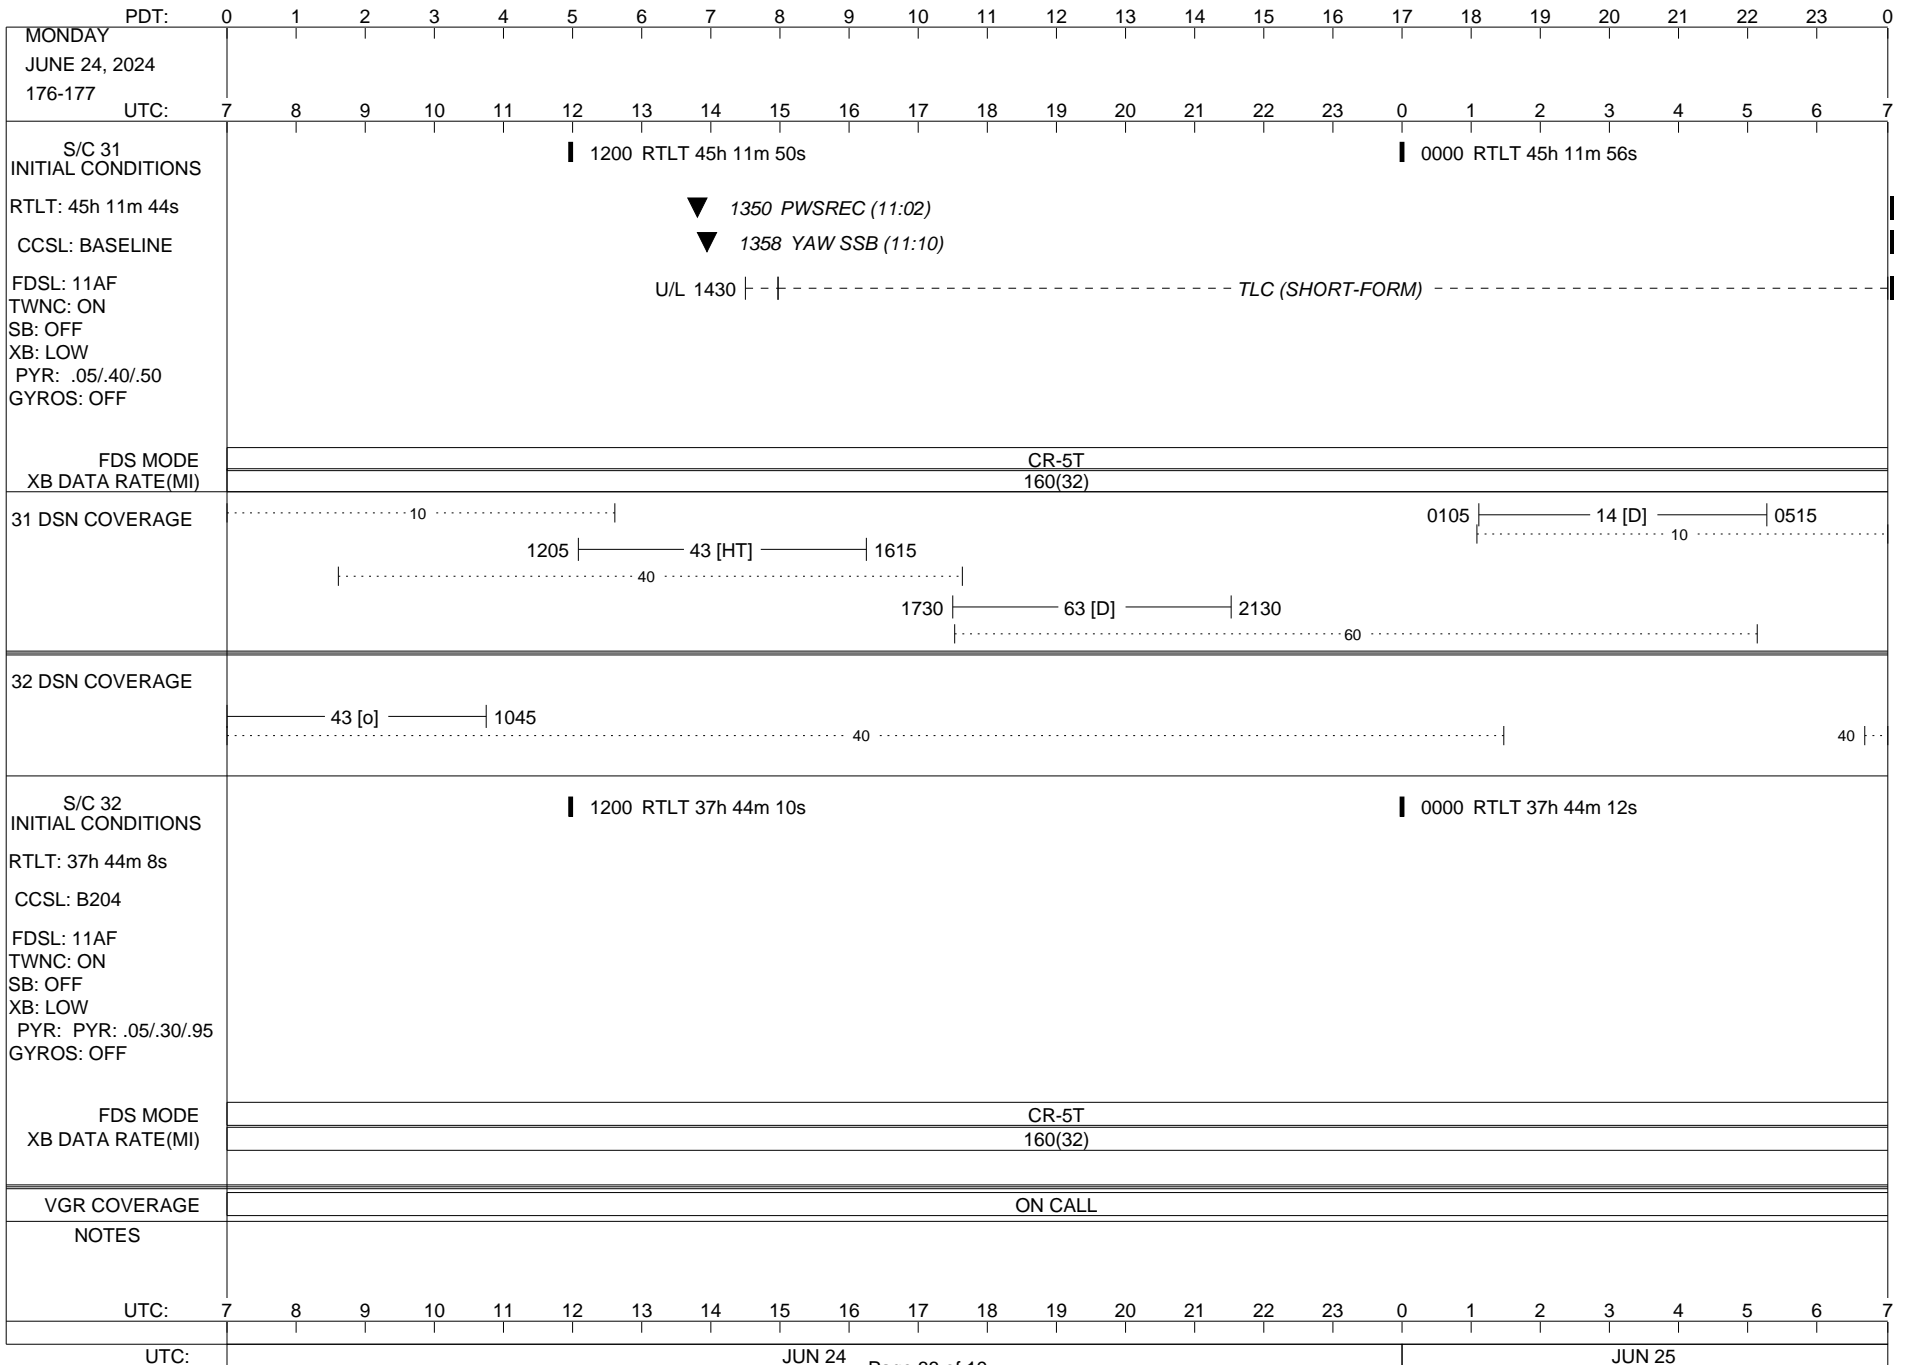 PDT: 0 1 2 3 4 5 6 7 8 9 10 11 12 13 14 15 16 17 18 19 20 21 22 23 0
MONDAY
JUNE 24, 2024
176-177
UTC: 7 8 9 10 11 12 13 14 15 16 17 18 19 20 21 22 23 0 1 2 3 4 5 6 7
S/C 31
INITIAL CONDITIONS
1200 RTLT 45h 11m 50s 0000 RTLT 45h 11m 56s
RTLT: 45h 11m 44s
1350 PWSREC (11:02)
CCSL: BASELINE
1358 YAW SSB (11:10)
FDSL: 11AF
U/L 1430 TLC (SHORT-FORM)
TWNC: ON
SB: OFF
XB: LOW
PYR: .05/.40/.50
GYROS: OFF
FDS MODE CR-5T
XB DATA RATE(MI) 160(32)
31 DSN COVERAGE
10 0105 14 [D] 0515
10
1205 43 [HT] 1615
40
1730 63 [D] 2130
60
32 DSN COVERAGE
43 [o] 1045
40 40
S/C 32
INITIAL CONDITIONS
1200 RTLT 37h 44m 10s 0000 RTLT 37h 44m 12s
RTLT: 37h 44m 8s
CCSL: B204
FDSL: 11AF
TWNC: ON
SB: OFF
XB: LOW
PYR: PYR: .05/.30/.95
GYROS: OFF
FDS MODE CR-5T
XB DATA RATE(MI) 160(32)
VGR COVERAGE ON CALL
NOTES
UTC: 7 8 9 10 11 12 13 14 15 16 17 18 19 20 21 22 23 0 1 2 3 4 5 6 7
UTC: JUN 24 JUN 25